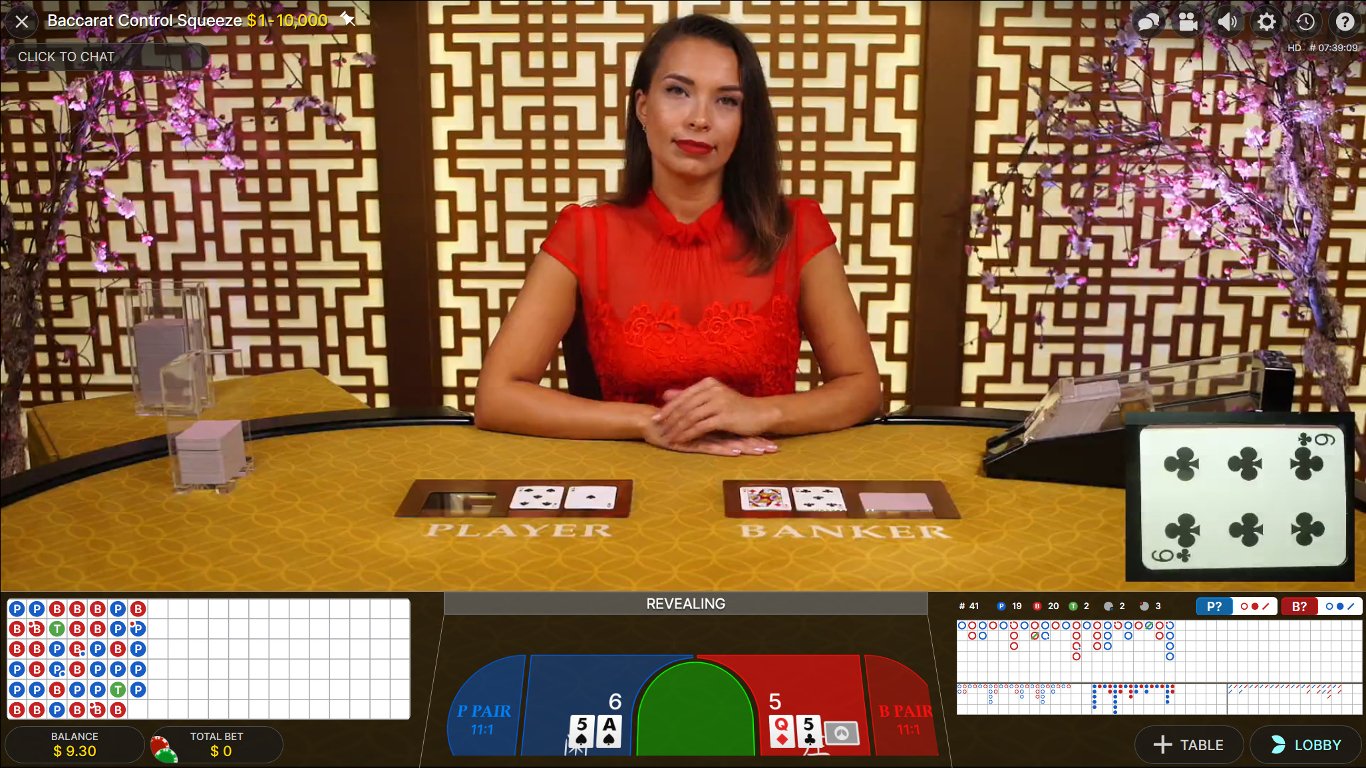 Baccarat Control Squeeze $1-10,000
CLICK TO CHAT
HD # 07:39:09
6
9
PLAYER BANKER
REVEALING
# 41 P 19 B 20 T 2 2 3 P? B?
P P B B B P B
B B T B B P P
B B P B P B P
P B P B P P P
P P B P P T P
B B P B B B B
P PAIR
11:1
6
5 A
5
Q 5
B PAIR
11:1
BALANCE
$ 9.30
TOTAL BET
$ 0
TABLE
LOBBY